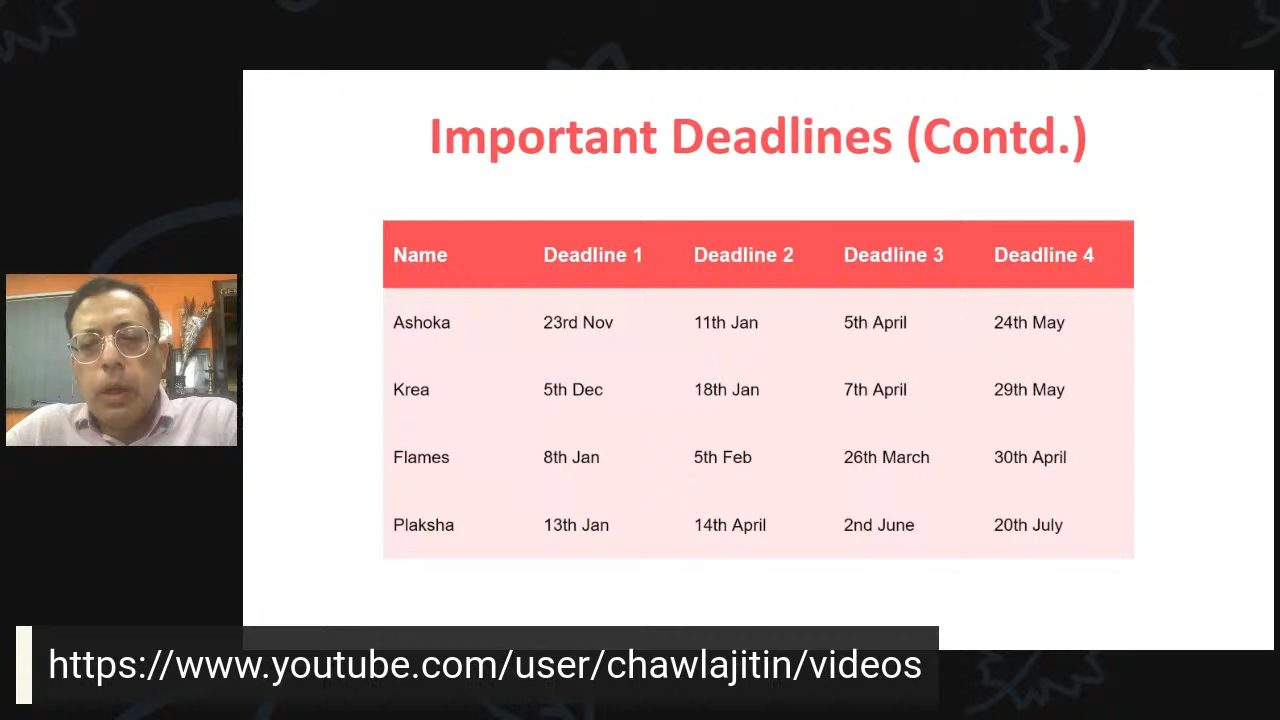 Important Deadlines (Contd.)
Name Deadline 1 Deadline 2 Deadline 3 Deadline 4
Ashoka 23rd Nov 11th Jan 5th April 24th May
Krea 5th Dec 18th Jan 7th April 29th May
Flames 8th Jan 5th Feb 26th March 30th April
Plaksha 13th Jan 14th April 2nd June 20th July
https://www.youtube.com/user/chawlajitin/videos